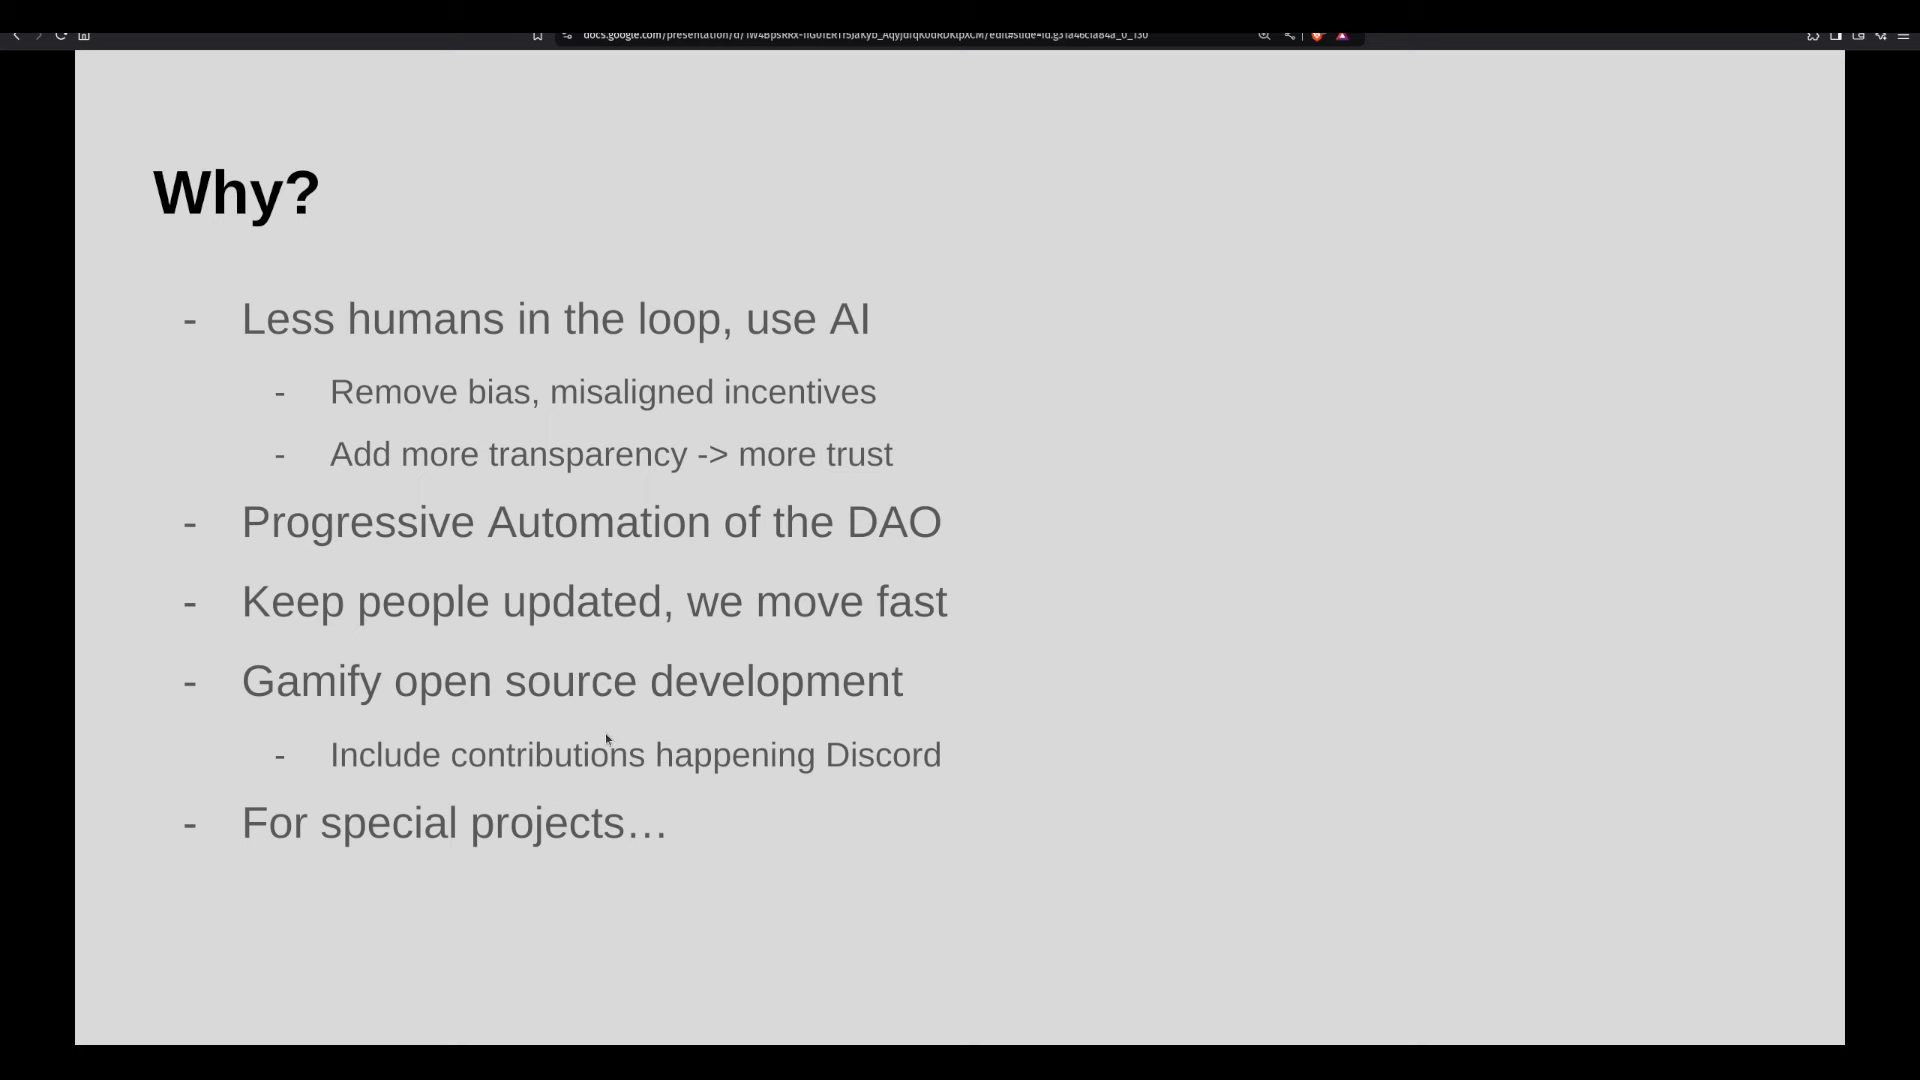 Why?
- Less humans in the loop, use AI
- Remove bias, misaligned incentives
- Add more transparency -> more trust
- Progressive Automation of the DAO
- Keep people updated, we move fast
- Gamify open source development
- Include contributions happening Discord
- For special projects…